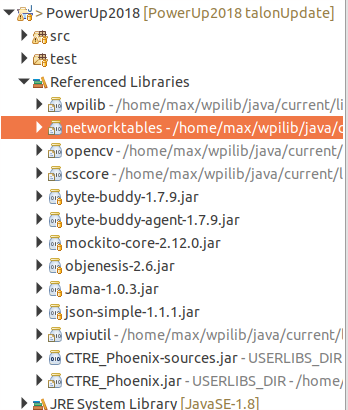 > PowerUp2018 [PowerUp2018 talonUpdate]
src
test
Referenced Libraries
wpilib - /home/max/wpilib/java/current/li
networktables - /home/max/wpilib/java/c
opencv - /home/max/wpilib/java/current/
cscore - /home/max/wpilib/java/current/l
byte-buddy-1.7.9.jar
byte-buddy-agent-1.7.9.jar
mockito-core-2.12.0.jar
objenesis-2.6.jar
Jama-1.0.3.jar
json-simple-1.1.1.jar
wpiutil - /home/max/wpilib/java/current/l
CTRE_Phoenix-sources.jar - USERLIBS_DIR
CTRE_Phoenix.jar - USERLIBS_DIR - /home/
JRE System Library [JavaSE-1.8]